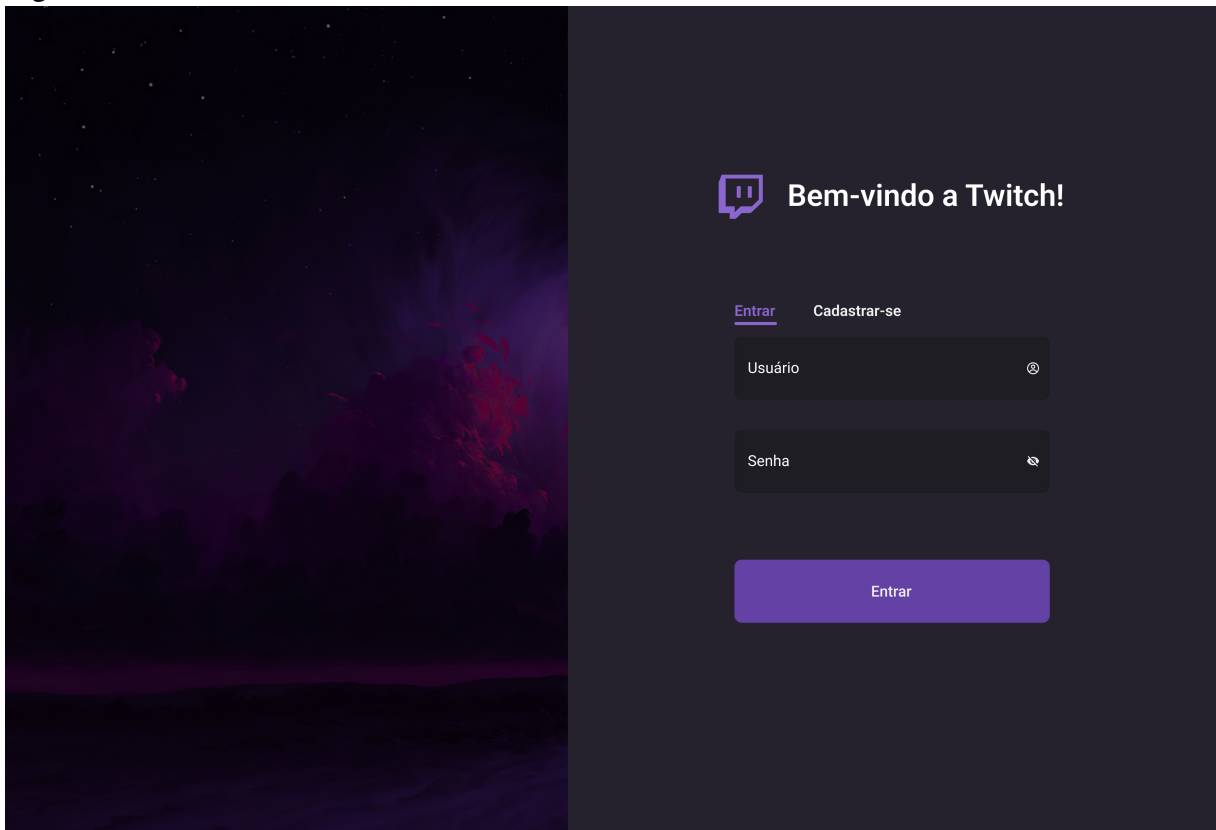 Bem-vindo a Twitch!
Entrar Cadastrar-se
Usuário
Senha
Entrar